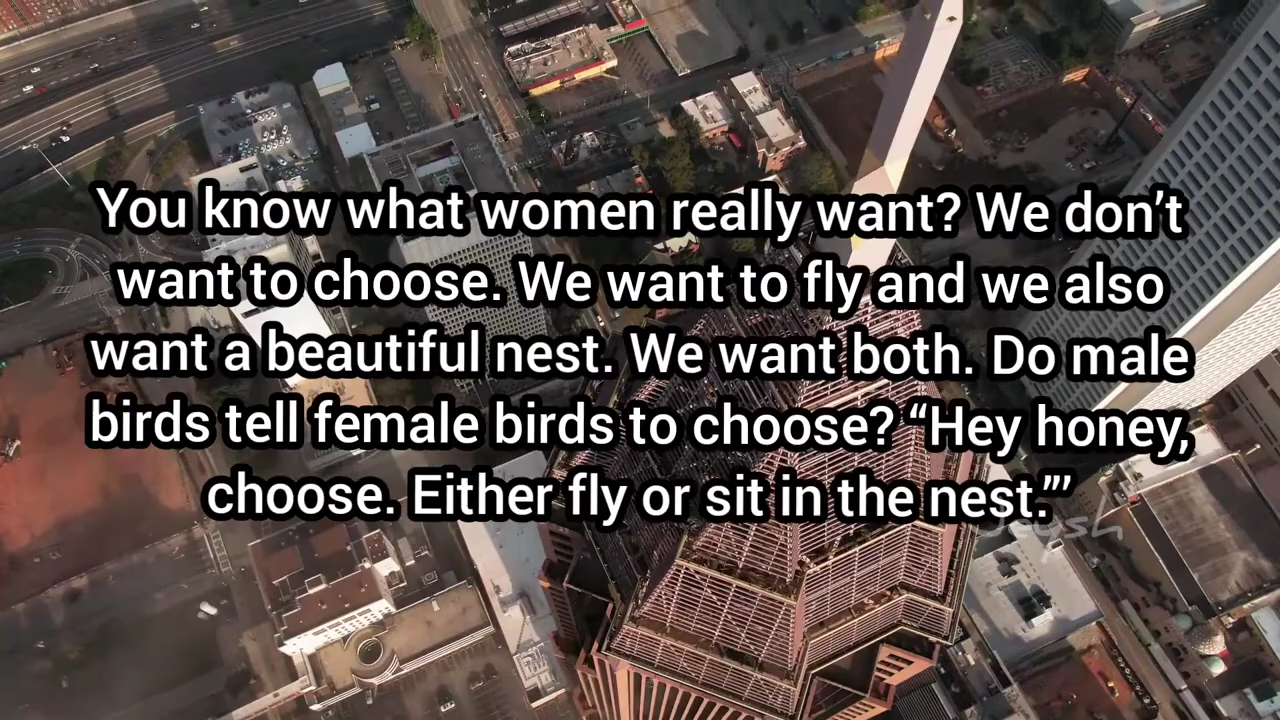 You know what women really want? We don’t
want to choose. We want to fly and we also
want a beautiful nest. We want both. Do male
birds tell female birds to choose? “Hey honey,
choose. Either fly or sit in the nest.”’